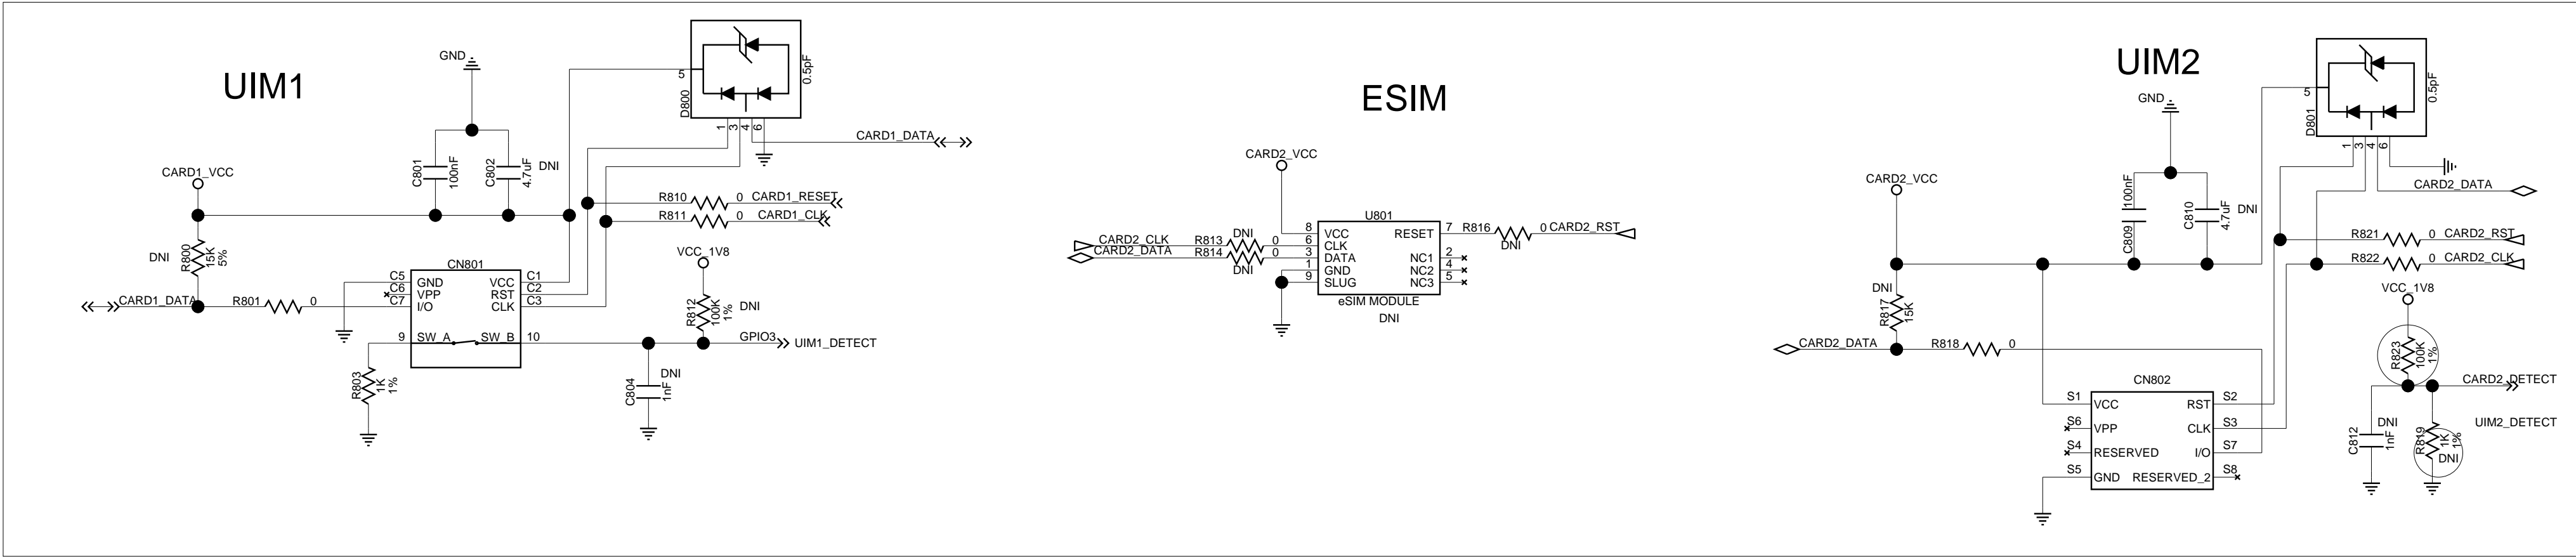 UIM1
GND
C801
100nF
C802
4.7uF
DNI
D800
0.5pF
5
1
3
4
6
CARD1_DATA
CARD1_VCC
R810
0
CARD1_RESET
R811
0
CARD1_CLK
DNI
R800
15K
5%
CARD1_DATA
R801
0
CN801
C5
GND
VCC
C1
C6
VPP
RST
C2
C7
I/O
CLK
C3
9
SW_A
SW_B
10
R803
1K
1%
VCC_1V8
R812
100K
1%
DNI
GPIO3
UIM1_DETECT
C804
1nF
DNI
ESIM
CARD2_VCC
U801
8
VCC
RESET
7
6
CLK
3
DATA
NC1
2
1
GND
NC2
4
9
SLUG
NC3
5
eSIM MODULE
DNI
CARD2_CLK
R813
DNI
0
CARD2_DATA
R814
DNI
0
R816
DNI
0
CARD2_RST
UIM2
GND
C809
100nF
C810
4.7uF
DNI
D801
0.5pF
5
1
3
4
6
CARD2_DATA
CARD2_VCC
R821
0
CARD2_RST
R822
0
CARD2_CLK
DNI
R817
15K
CARD2_DATA
R818
0
CN802
S1
VCC
RST
S2
S6
VPP
CLK
S3
S4
RESERVED
I/O
S7
S5
GND
RESERVED_2
S8
VCC_1V8
R823
100K
1%
CARD2_DETECT
UIM2_DETECT
C812
1nF
DNI
R819
1K
1%
DNI